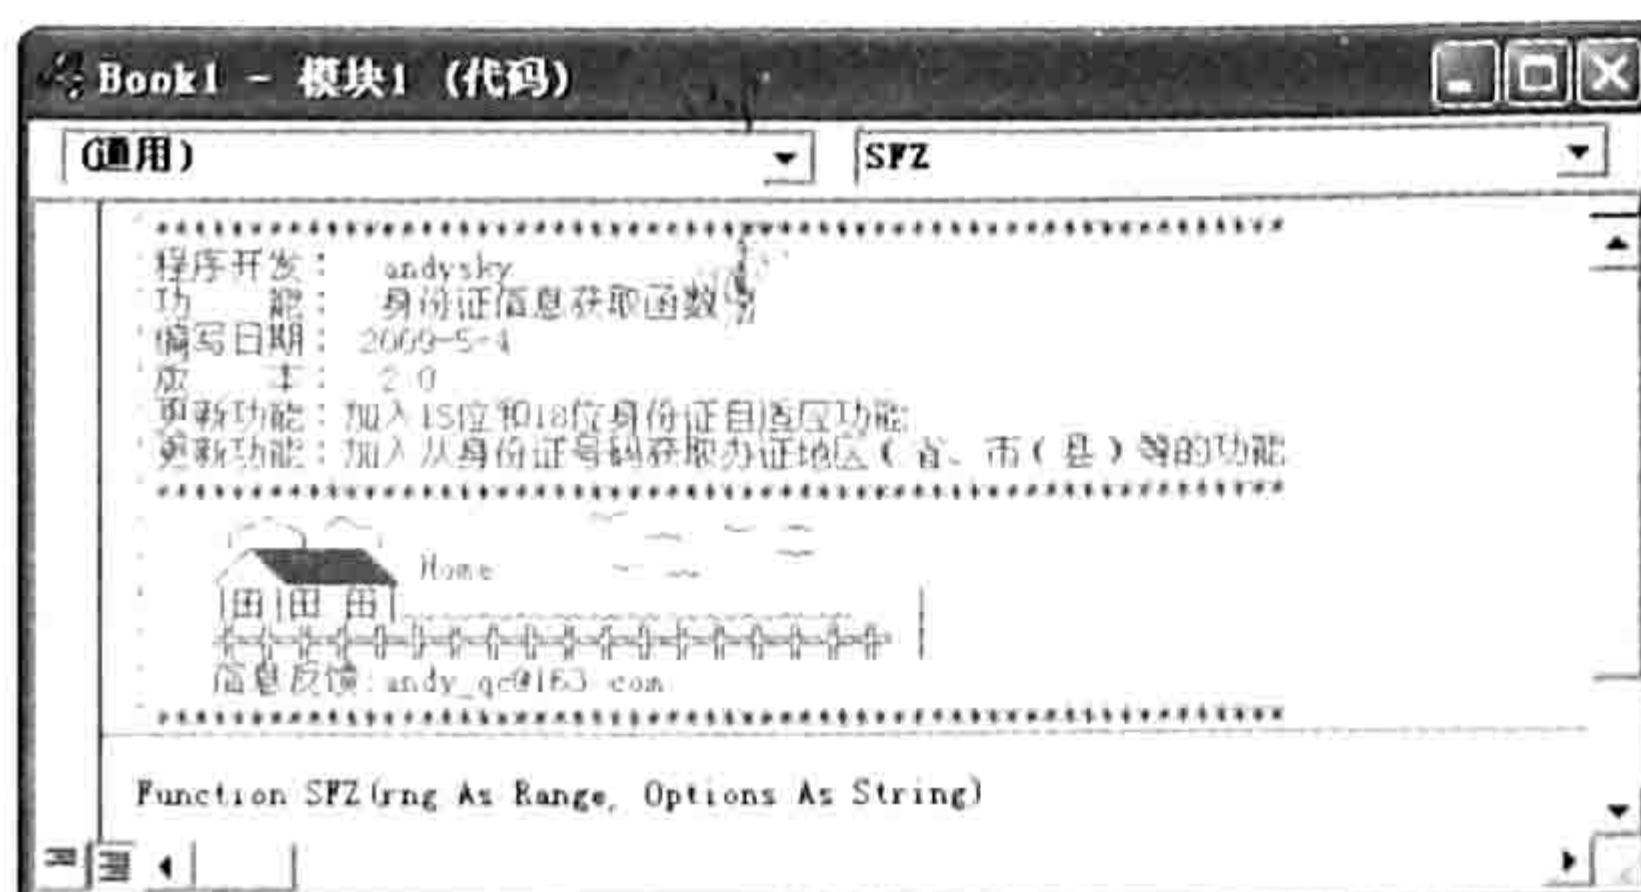 Book1 - 模块1 (代码)
(通用)
SFZ
程序开发： andysky
功 能： 身份证信息获取函数
编写日期： 2009-5-4
版 本： 2.0
更新功能：加入15位和18位身份证自适应功能
更新功能：加入从身份证号码获取办证地区(省、市(县)等的功能
Home
信息反馈:andy_qc@163.com
Function SFZ(rng As Range, Options As String)